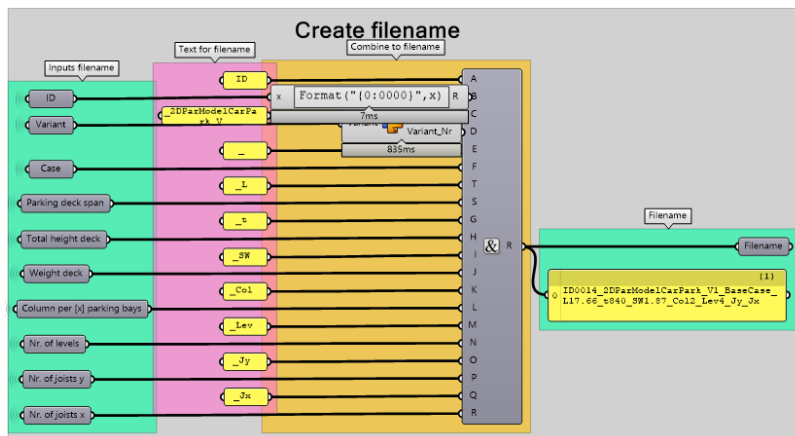 Create filename
Inputs filename
Text for filename
Combine to filename
ID
Variant
Case
Parking deck span
Total height deck
Weight deck
Column per [x] parking bays
Nr. of levels
Nr. of joists y
Nr. of joists x
ID
_2DParModelCarPa
rk_V
_
_L
_t
_SW
_Col
_Lev
_Jy
_Jx
x Format("{0:0000}",x) R
7ms
Variant_Nr
835ms
A
B
C
D
E
F
T
S
G
H
I
J
K
L
M
N
O
P
Q
R
& R
Filename
Filename
{1}
0 ID0014_2DParModelCarPark_V1_BaseCase_
L17.66_t840_SW1.87_Col2_Lev4_Jy_Jx